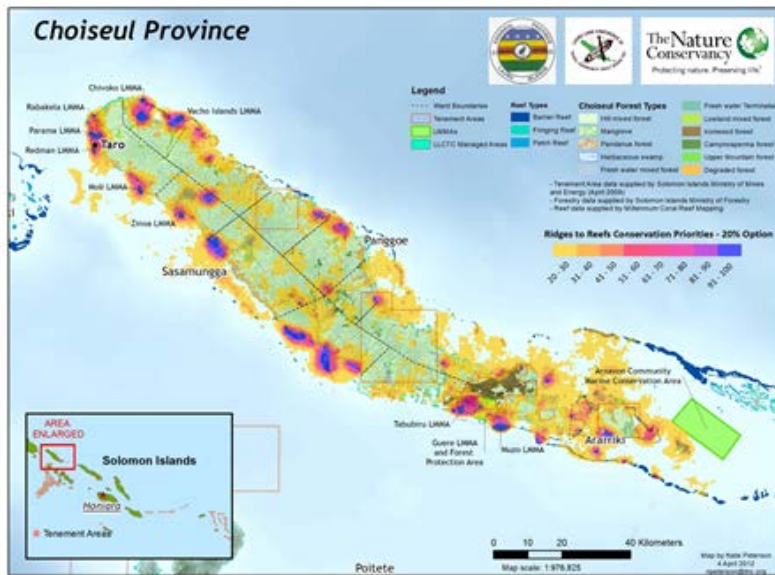 Choiseul Province
The Nature
Conservancy
Protecting nature. Preserving life.
Legend
Ward Boundaries
Tenement Areas
LMMAs
LLCTC Managed Areas
Reef Types
Barrier Reef
Fringing Reef
Patch Reef
Choiseul Forest Types
Hill mixed forest
Mangrove
Pandanus forest
Herbaceous swamp
Fresh water mixed forest
Fresh water Terminalia
Lowland mixed forest
Ironwood forest
Campnosperma forest
Upper Mountain forest
Degraded forest
- Tenement Area data supplied by Solomon Islands Ministry of Mines
and Energy (April 2009)
- Forestry data supplied by Solomon Islands Ministry of Forestry
- Reef data supplied by Millennium Coral Reef Mapping
Ridges to Reefs Conservation Priorities - 20% Option
20 - 30
31 - 40
41 - 50
51 - 60
61 - 70
71 - 80
81 - 90
91 - 100
Chivoko LMMA
Rabakela LMMA
Vacho Islands LMMA
Parama LMMA
Taro
Redman LMMA
Moli LMMA
Zinoa LMMA
Panggoe
Sasamungga
Arnavon Community
Marine Conservation Area
Tabubiru LMMA
Guere LMMA
and Forest
Protection Area
Muzo LMMA
Arariki
AREA
ENLARGED
Solomon Islands
Honiara
Tenement Areas
Poitete
0 10 20 40 Kilometers
Map scale: 1:976,825
Map by Nate Peterson
4 April 2012
npeterson@tnc.org